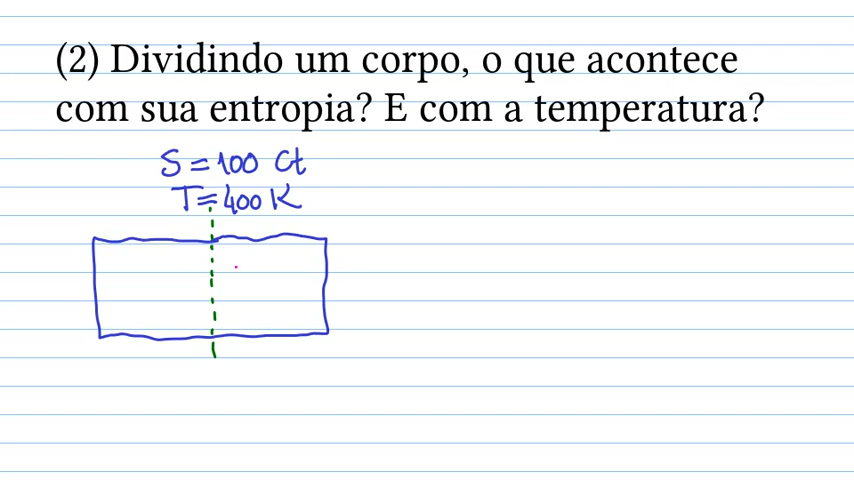 (2) Dividindo um corpo, o que acontece
com sua entropia? E com a temperatura?
S = 100 Ct
T = 400 K